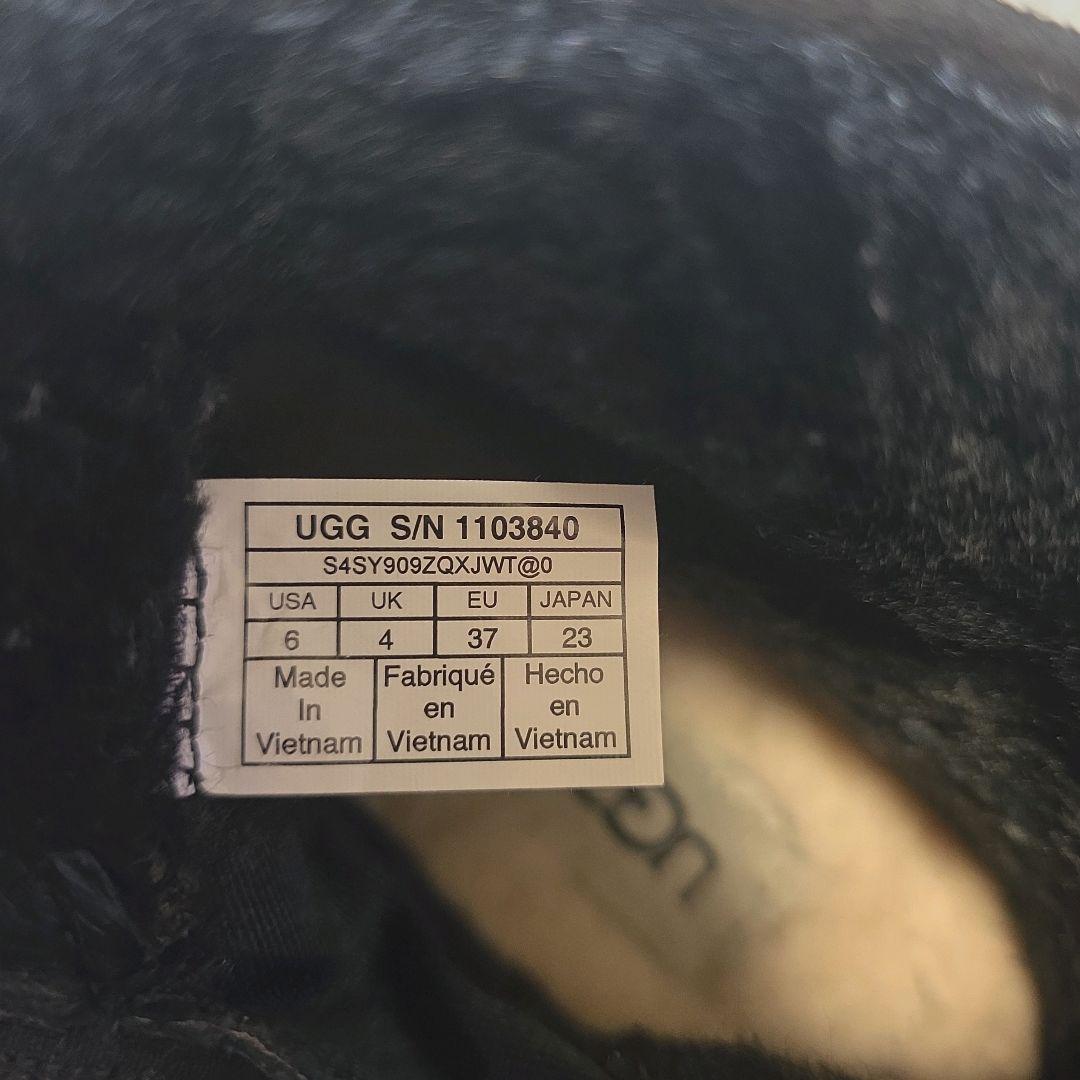 UGG S/N 1103840
S4SY909ZQXJWT@0
USA UK EU JAPAN
6 4 37 23
Made In Vietnam
Fabriqué en Vietnam
Hecho en Vietnam
UGG